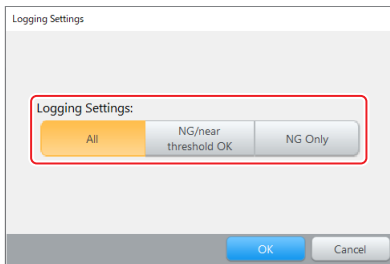 Logging Settings
Logging Settings:
All
NG/near
threshold OK
NG Only
OK
Cancel